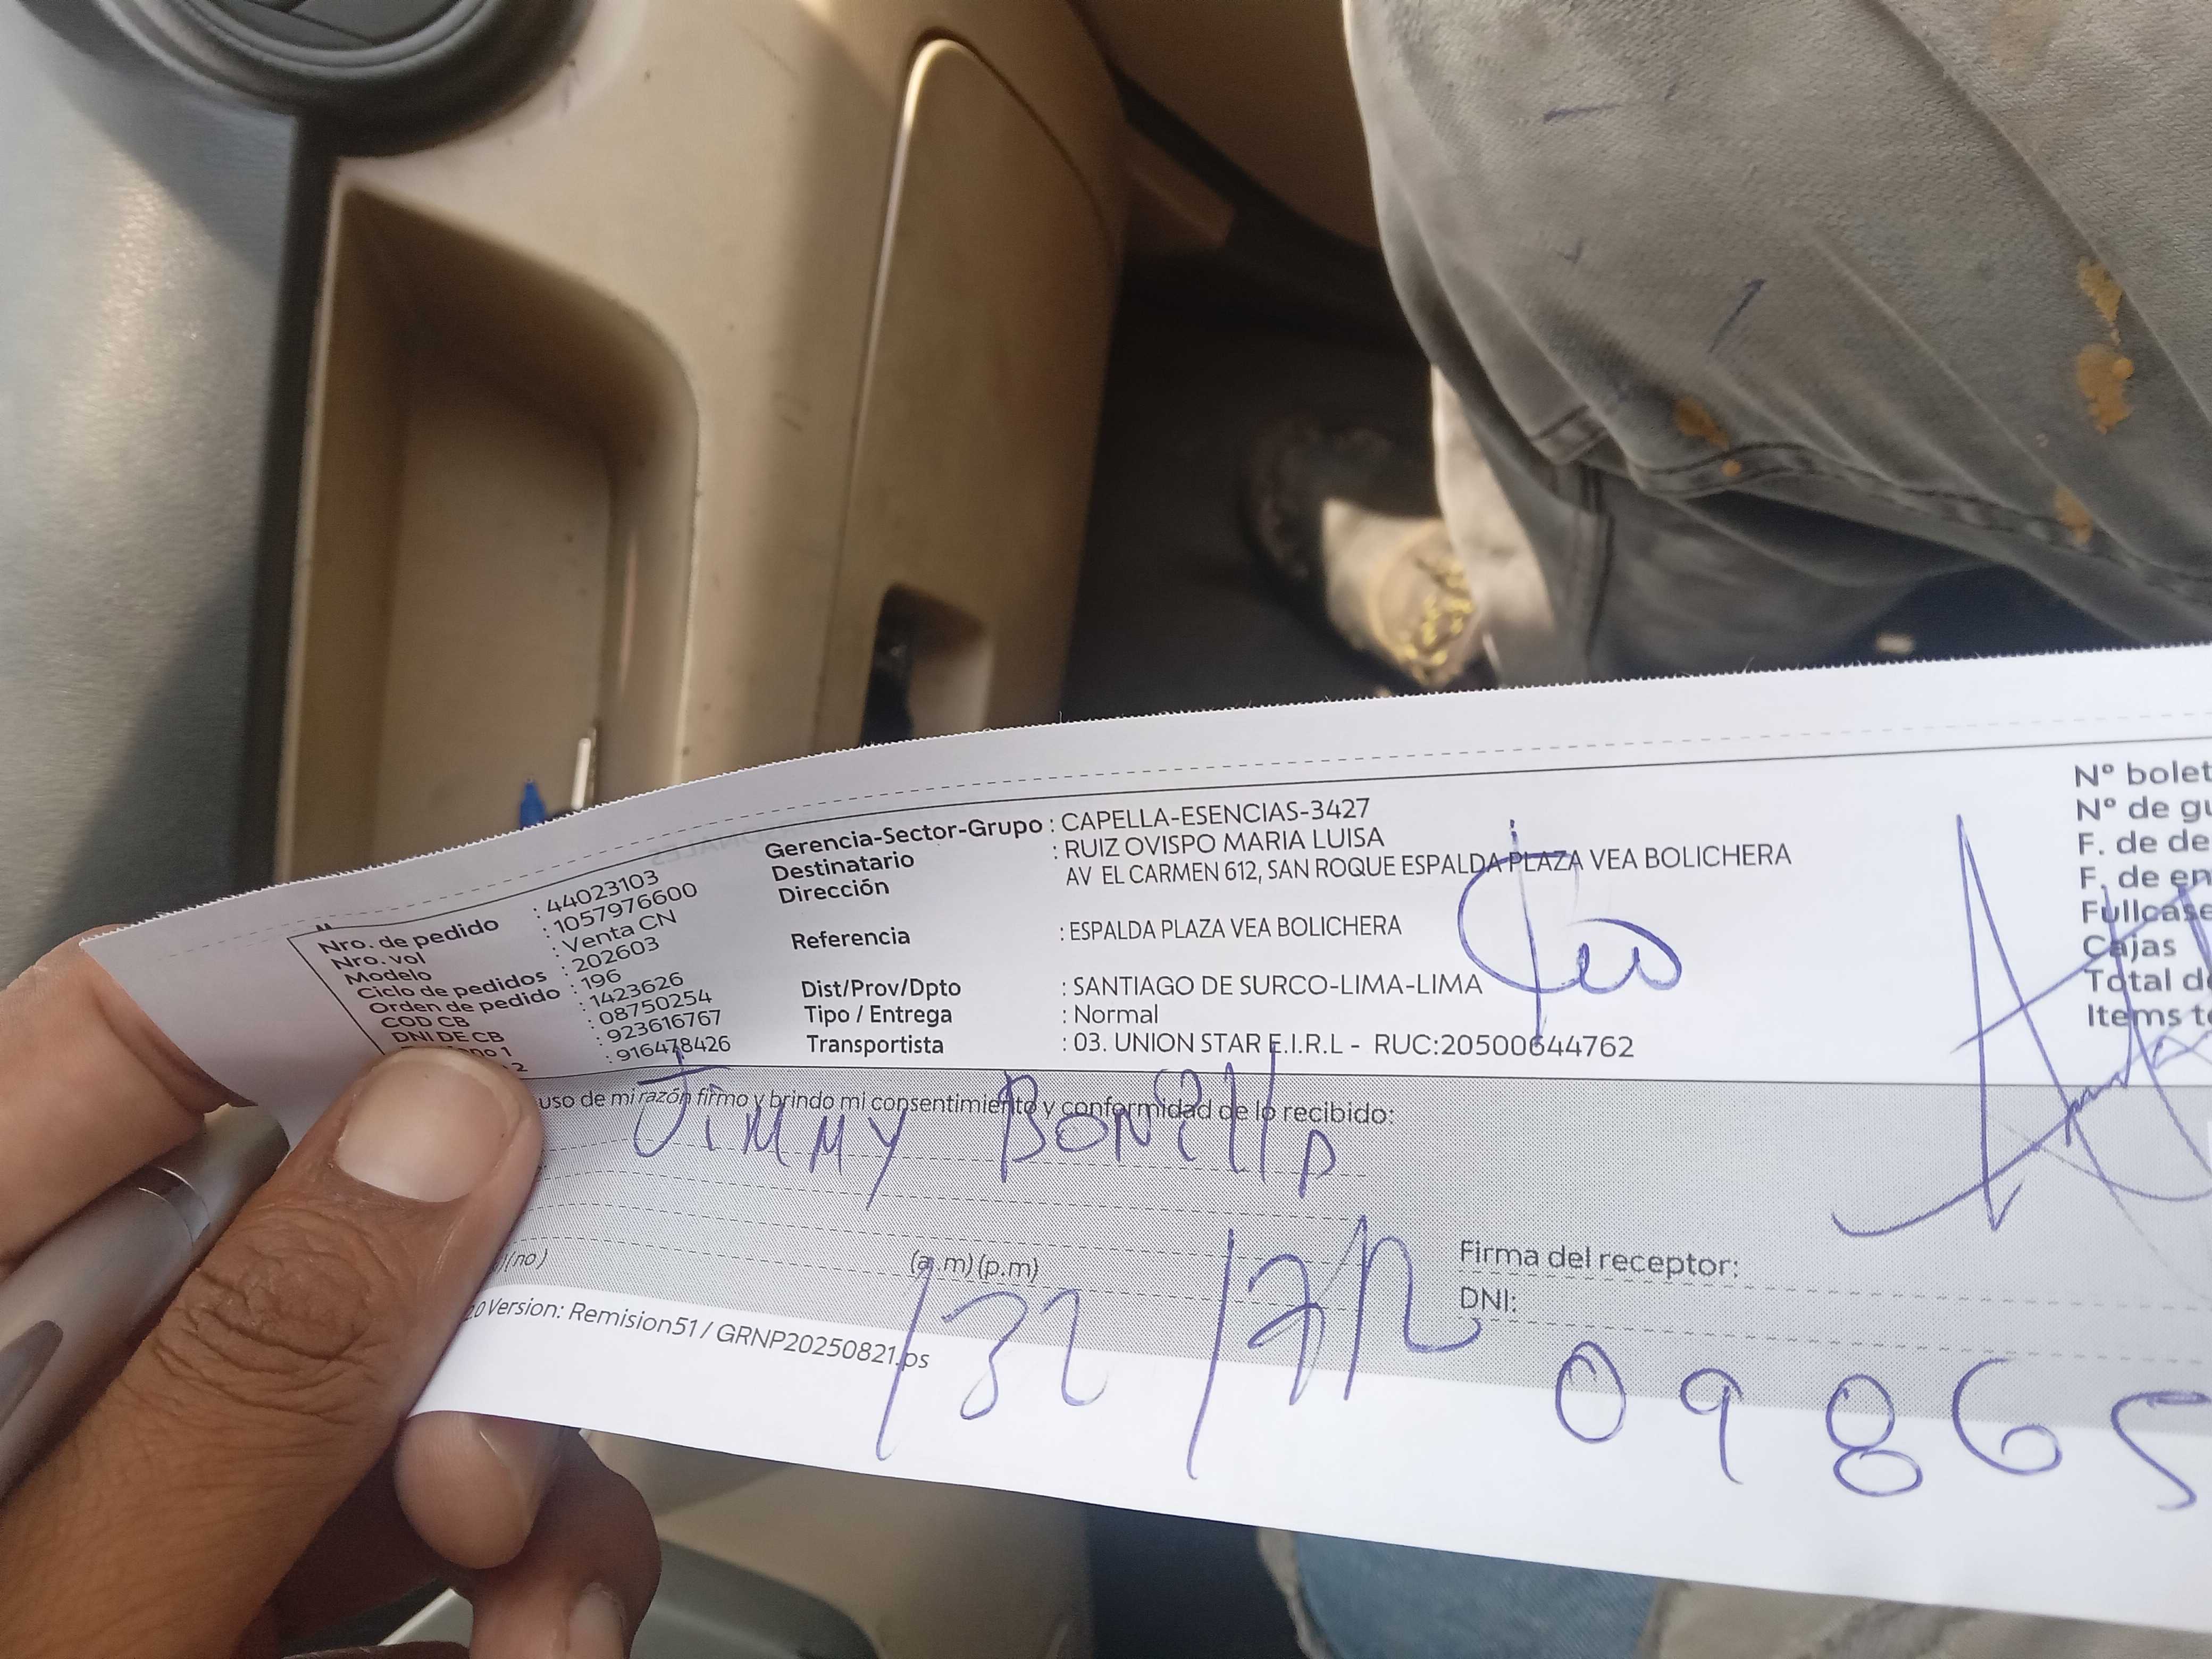 Nro. de pedido : 44023103
Nro. vol : 1057976600
Modelo : Venta CN
Ciclo de pedidos : 202603
Orden de pedido : 196
COD CB : 1423626
DNI DE CB : 08750254
1 : 923616767
2 : 916478426
Gerencia-Sector-Grupo : CAPELLA-ESENCIAS-3427
Destinatario : RUIZ OVISPO MARIA LUISA
Dirección AV EL CARMEN 612, SAN ROQUE ESPALDA PLAZA VEA BOLICHERA
Referencia : ESPALDA PLAZA VEA BOLICHERA
Dist/Prov/Dpto : SANTIAGO DE SURCO-LIMA-LIMA
Tipo / Entrega : Normal
Transportista : 03. UNION STAR E.I.R.L - RUC:20500644762
Nº bolet
Nº de gu
F. de de
F. de en
Fullcase
Cajas
Total de
Items to
uso de mi razón firmo y brindo mi consentimiento y conformidad de lo recibido:
Jimmy Bonilla
(no) (a.m) (p.m)
Firma del receptor:
DNI:
09865
2.0 Version: Remision51 / GRNP20250821.ps